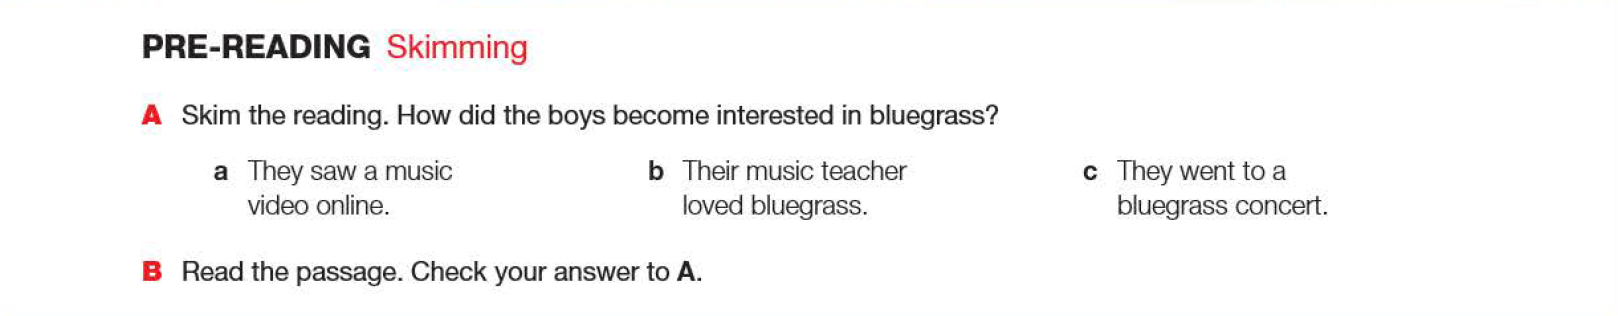 PRE-READING Skimming
A Skim the reading. How did the boys become interested in bluegrass?
a They saw a music
video online.
b Their music teacher
loved bluegrass.
c They went to a
bluegrass concert.
B Read the passage. Check your answer to A.